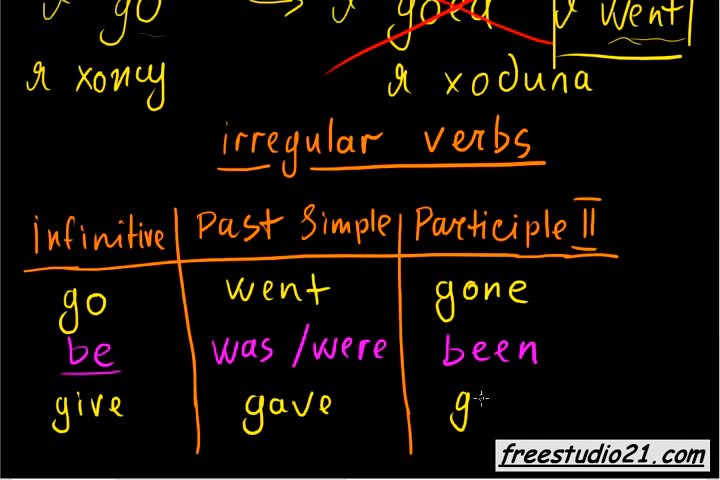 I go I goed I went
я хожу я ходила
irregular verbs
infinitive Past Simple Participle II
go went gone
be was/were been
give gave g
freestudio21.com